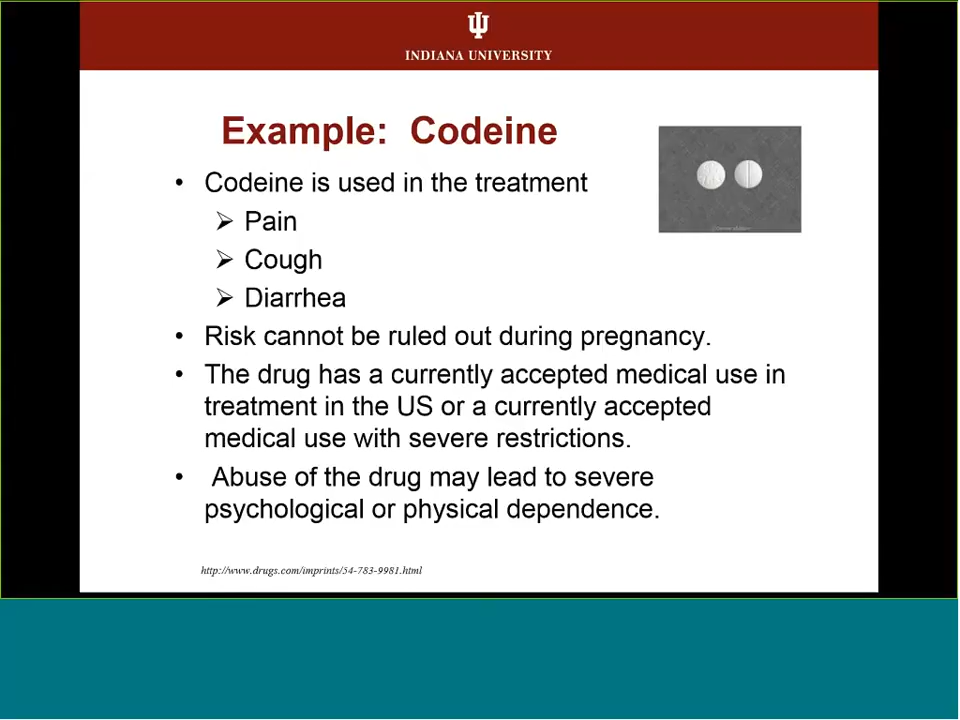 INDIANA UNIVERSITY
Example: Codeine
• Codeine is used in the treatment
➢ Pain
➢ Cough
➢ Diarrhea
• Risk cannot be ruled out during pregnancy.
• The drug has a currently accepted medical use in
treatment in the US or a currently accepted
medical use with severe restrictions.
• Abuse of the drug may lead to severe
psychological or physical dependence.
http://www.drugs.com/imprints/54-783-9981.html